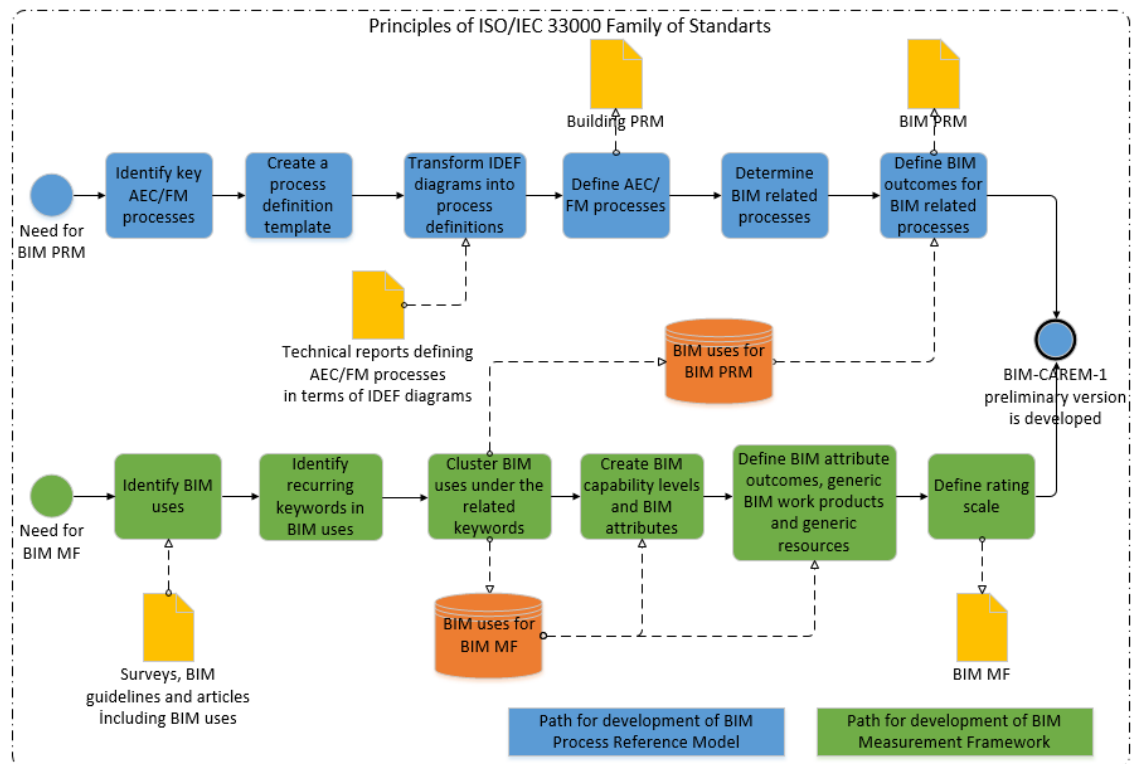 Principles of ISO/IEC 33000 Family of Standarts
Building PRM
BIM PRM
Identify key
AEC/FM
processes
Create a
process
definition
template
Transform IDEF
diagrams into
process
definitions
Define AEC/
FM processes
Determine
BIM related
processes
Define BIM
outcomes for
BIM related
processes
Need for
BIM PRM
Technical reports defining
AEC/FM processes
in terms of IDEF diagrams
BIM uses for
BIM PRM
BIM-CAREM-1
preliminary version
is developed
Identify BIM
uses
Identify
recurring
keywords in
BIM uses
Cluster BIM
uses under the
related
keywords
Create BIM
capability levels
and BIM
attributes
Define BIM attribute
outcomes, generic
BIM work products
and generic
resources
Define rating
scale
Need for
BIM MF
BIM uses for
BIM MF
Surveys, BIM
guidelines and articles
İncluding BIM uses
BIM MF
Path for development of BIM
Process Reference Model
Path for development of BIM
Measurement Framework